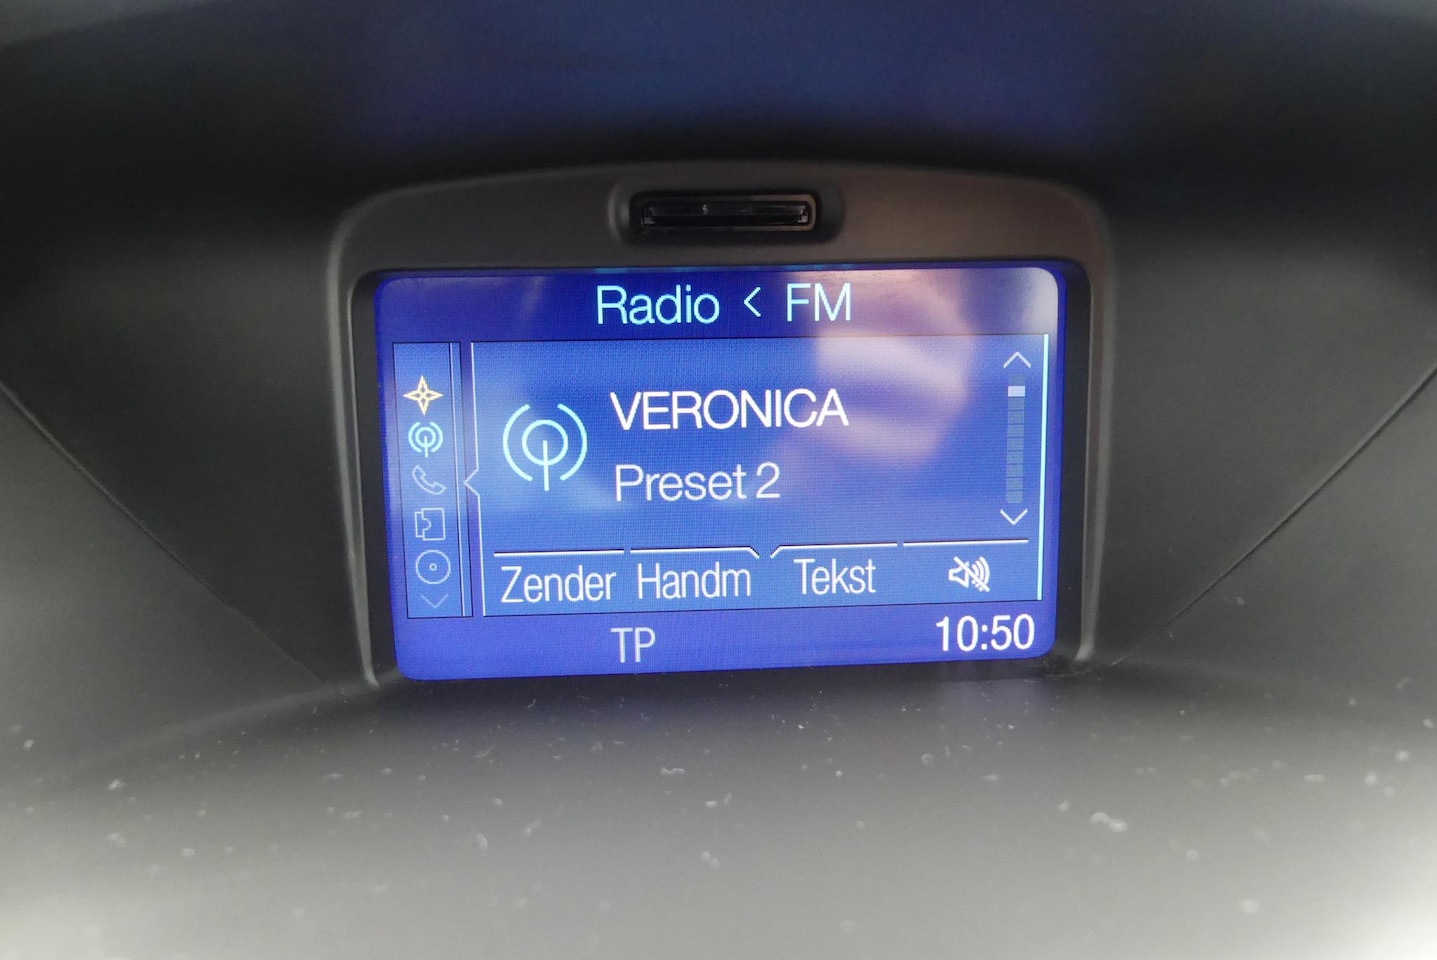 Radio < FM
VERONICA
Preset 2
Zender Handm Tekst
TP 10:50